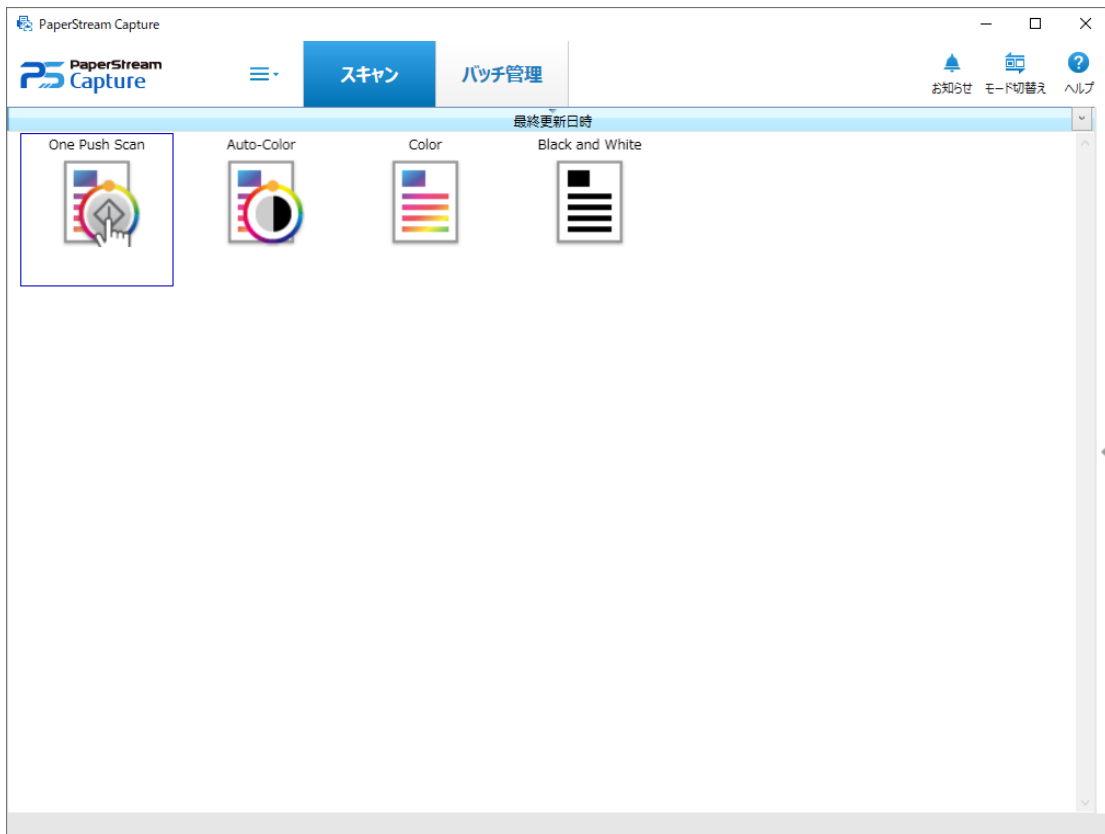 PaperStream Capture
PaperStream
Capture
スキャン
バッチ管理
お知らせ
モード切替え
ヘルプ
最終更新日時
One Push Scan
Auto-Color
Color
Black and White